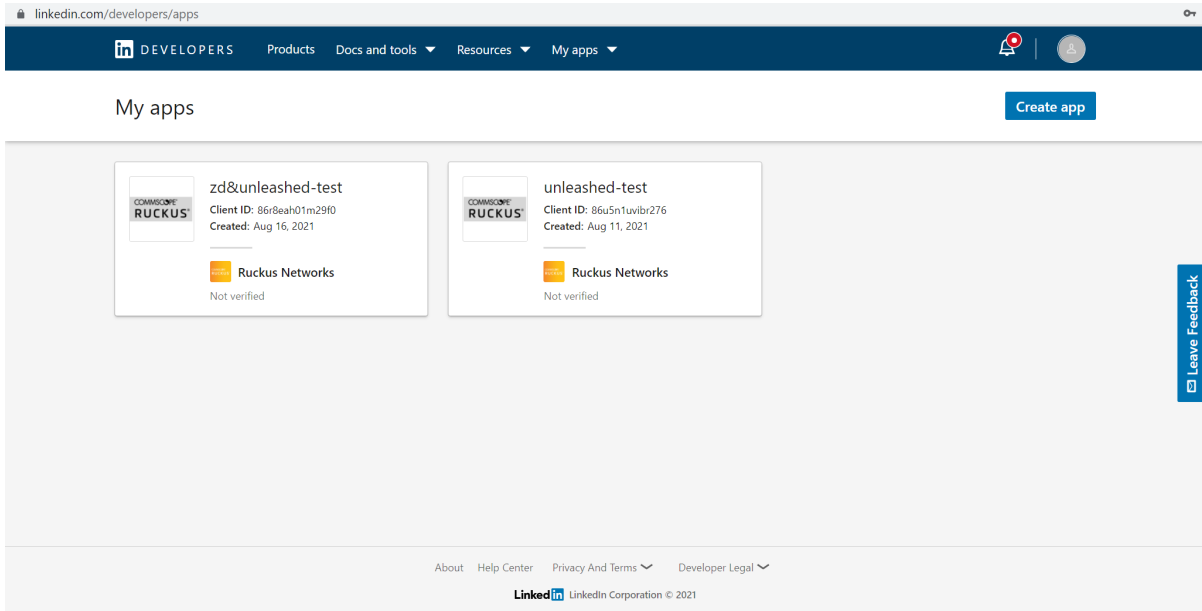 linkedin.com/developers/apps
in DEVELOPERS Products Docs and tools Resources My apps
My apps
Create app
COMMSCOPE
RUCKUS
zd&unleashed-test
Client ID: 86r8eah01m29f0
Created: Aug 16, 2021
Ruckus Networks
Not verified
COMMSCOPE
RUCKUS
unleashed-test
Client ID: 86u5n1uvibr276
Created: Aug 11, 2021
Ruckus Networks
Not verified
Leave Feedback
About Help Center Privacy And Terms Developer Legal
Linked in LinkedIn Corporation © 2021